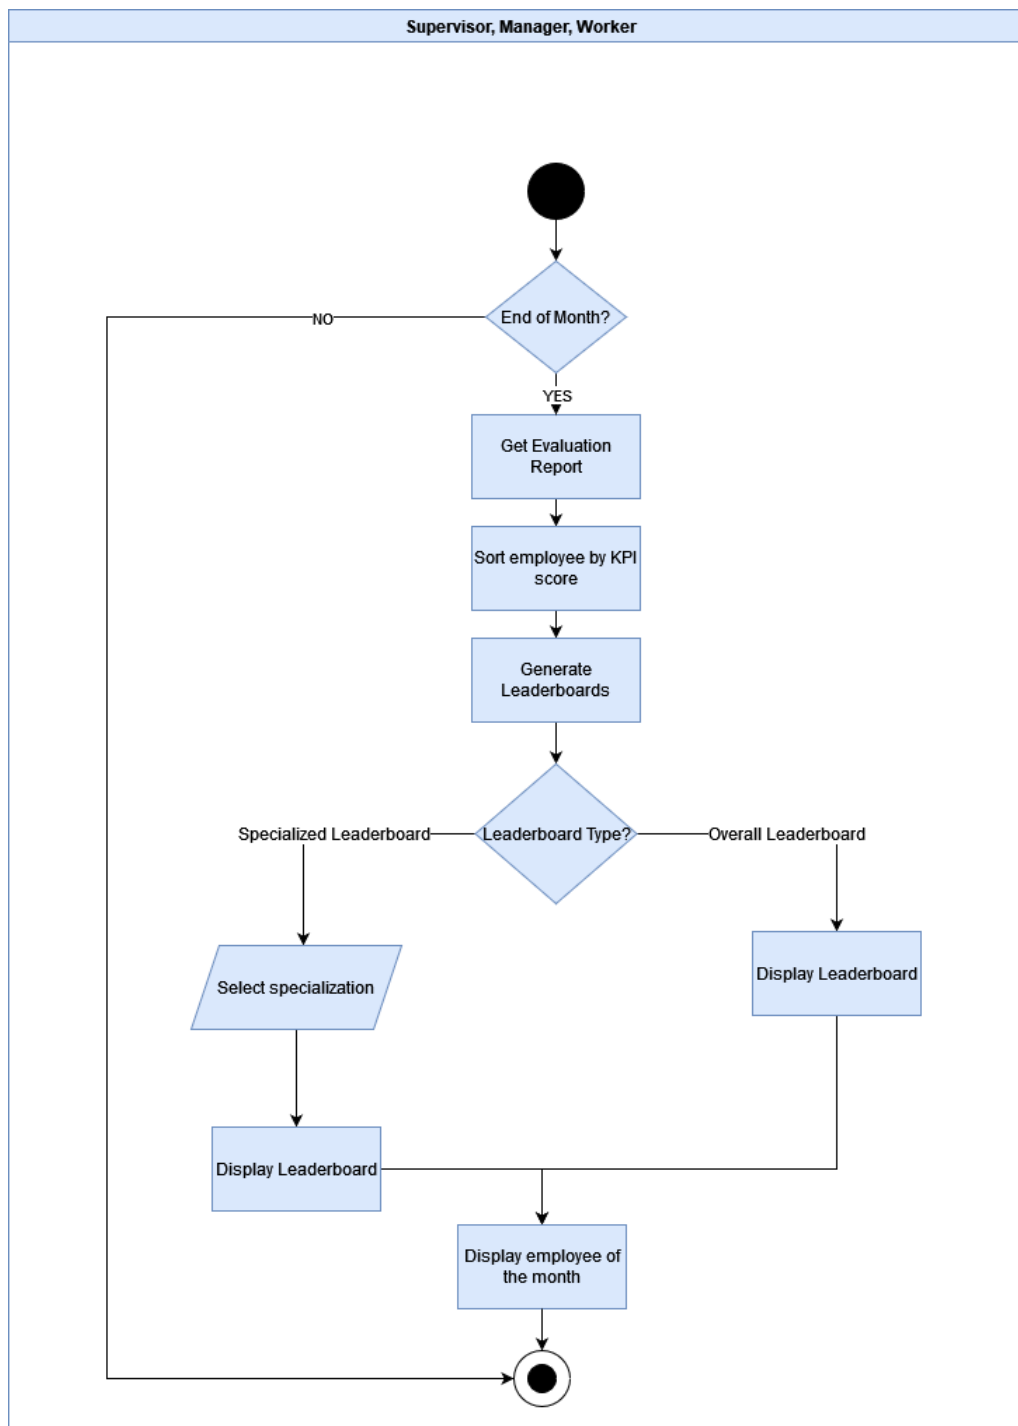 Supervisor, Manager, Worker
End of Month?
NO
YES
Get Evaluation
Report
Sort employee by KPI
score
Generate
Leaderboards
Specialized Leaderboard
Leaderboard Type?
Overall Leaderboard
Select specialization
Display Leaderboard
Display Leaderboard
Display employee of
the month